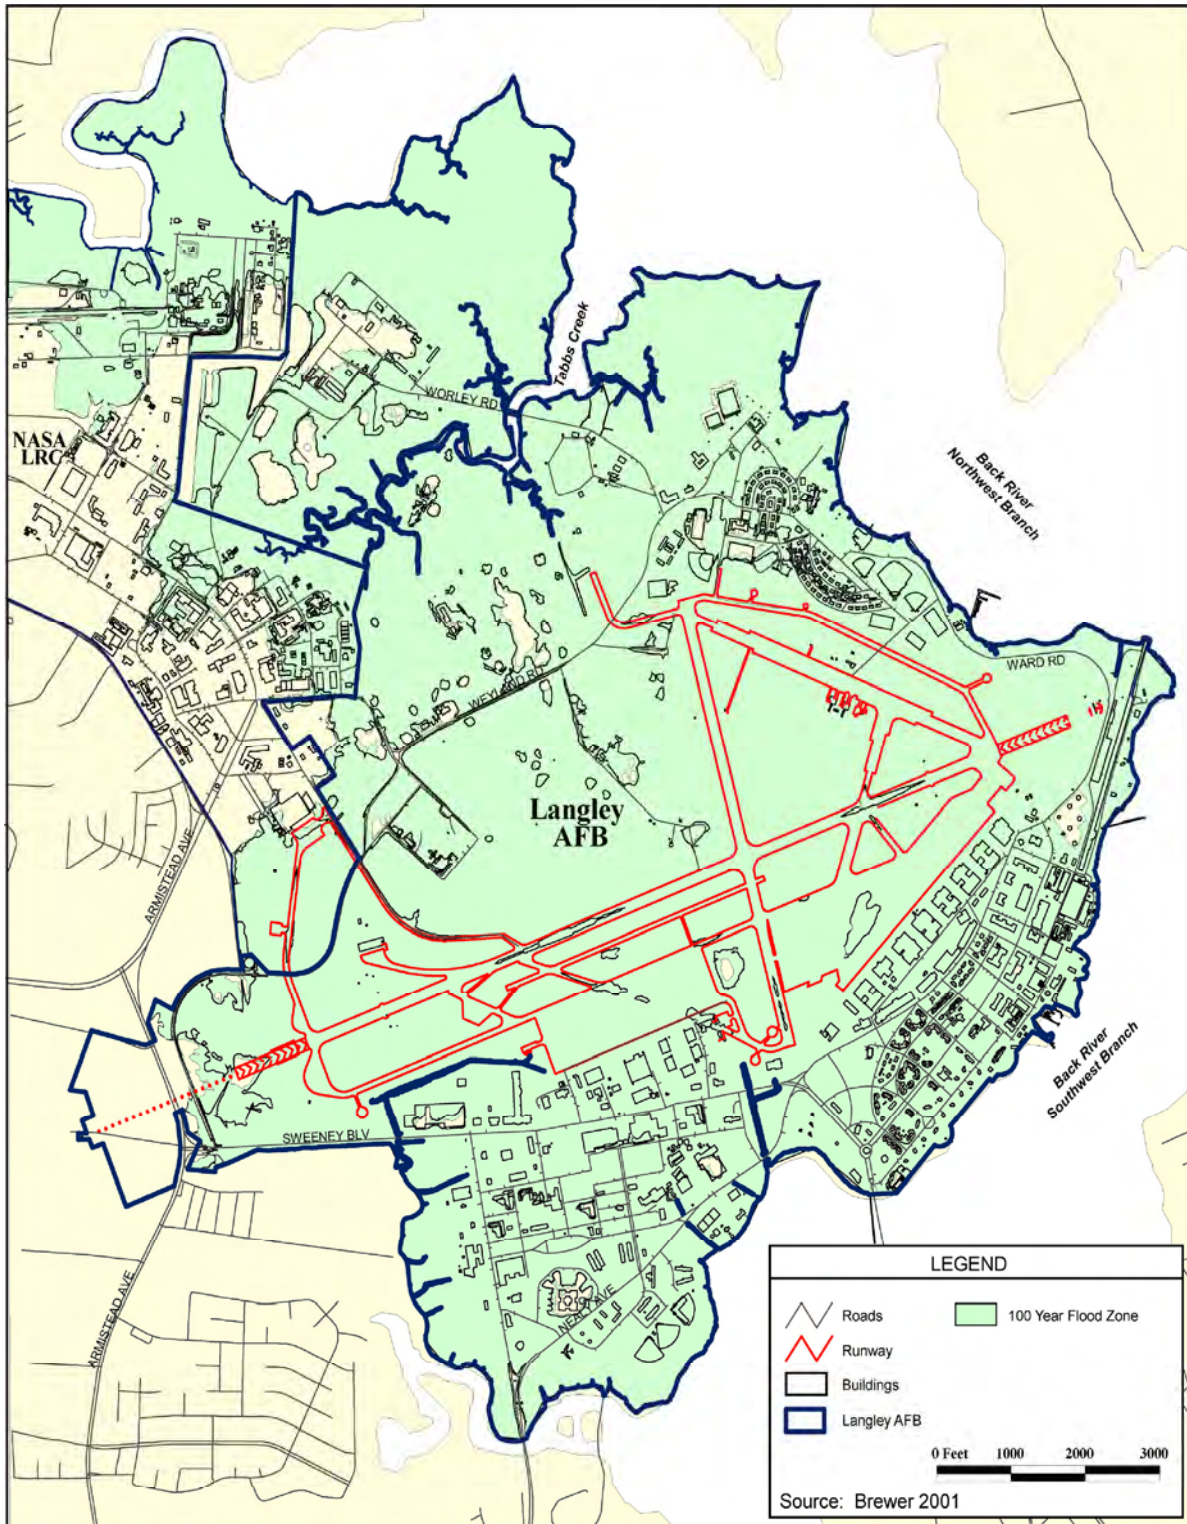 Tabbs Creek
WORLEY RD
NASA
LRC
Back River
Northwest Branch
WARD RD
WEYLAND RD
Langley
AFB
ARMISTEAD AVE
Back River
Southwest Branch
SWEENEY BLV
NEALY AVE
ARMISTEAD AVE
LEGEND
Roads
100 Year Flood Zone
Runway
Buildings
Langley AFB
0 Feet 1000 2000 3000
Source: Brewer 2001